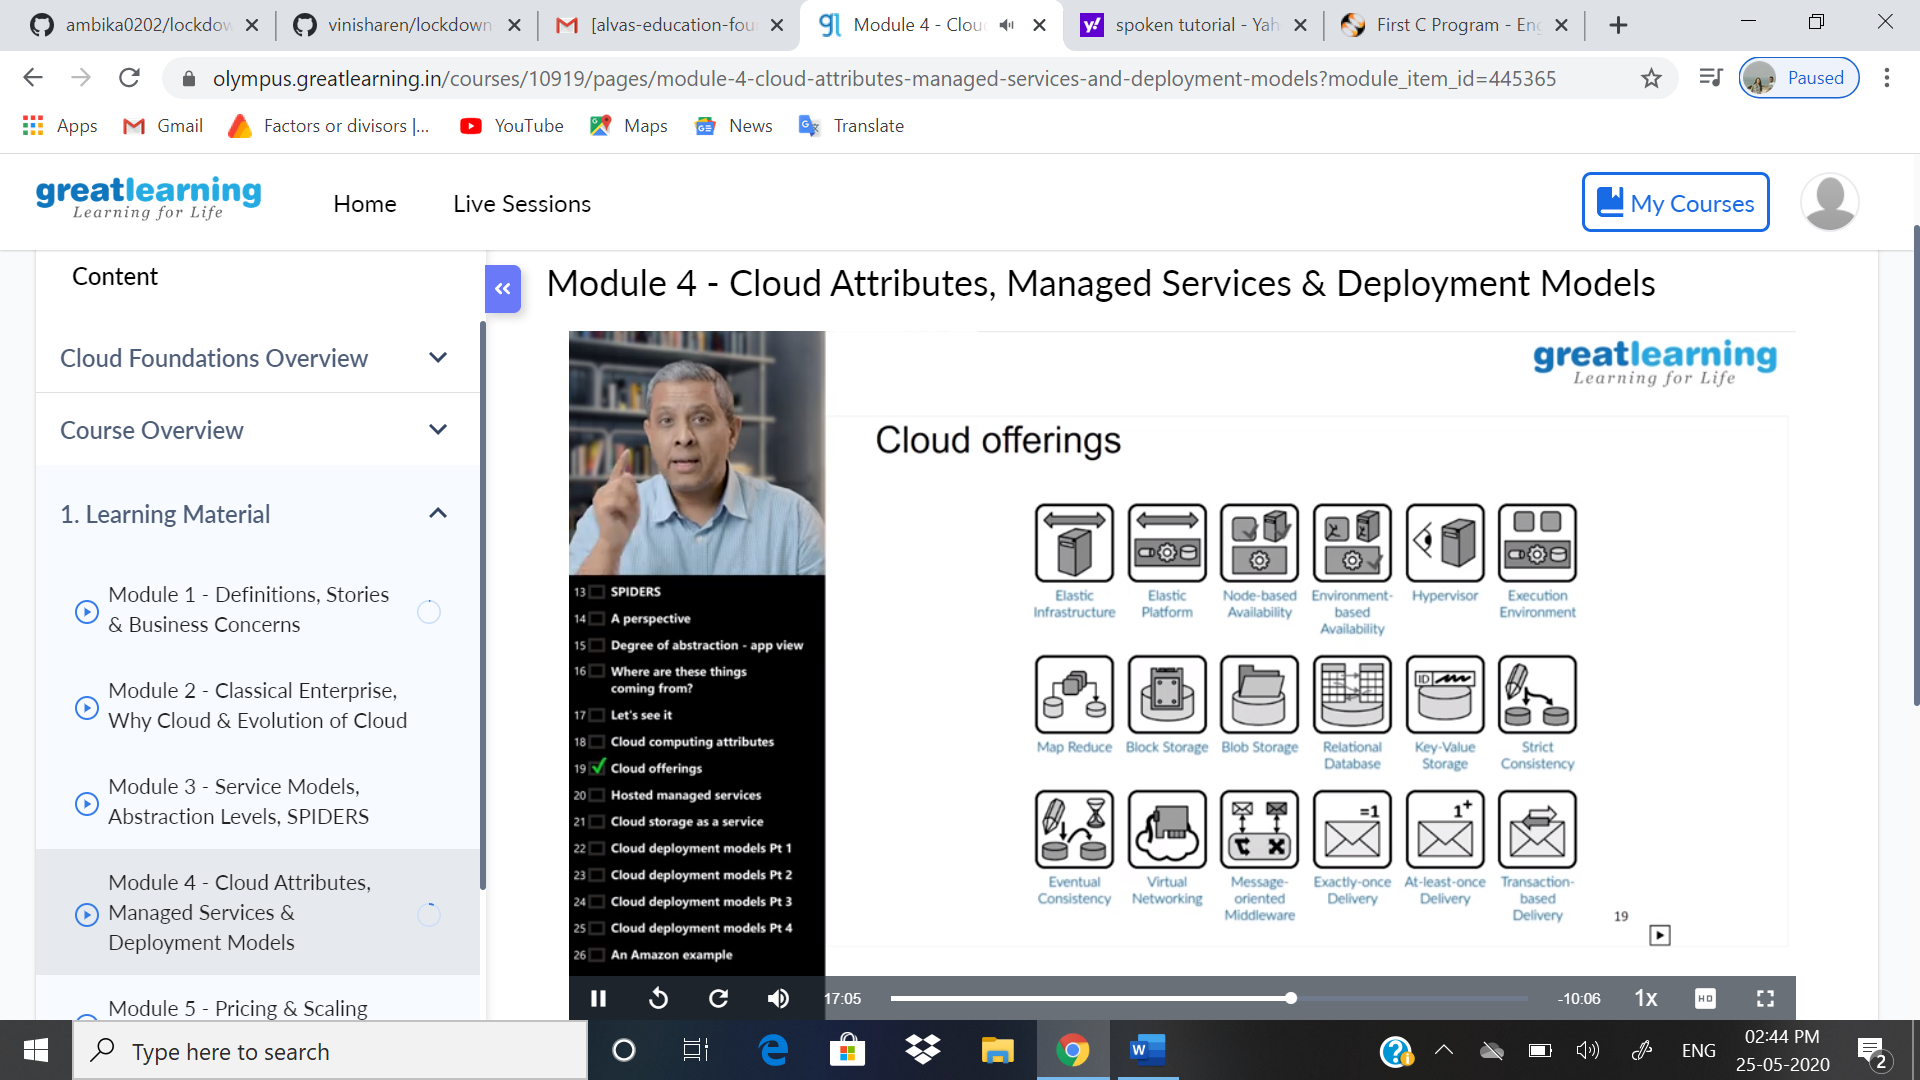 ambika0202/lockdow
vinisharen/lockdown
[alvas-education-fou
Module 4 - Clou
spoken tutorial - Yah
First C Program - Eng
olympus.greatlearning.in/courses/10919/pages/module-4-cloud-attributes-managed-services-and-deployment-models?module_item_id=445365
Paused
Apps
Gmail
Factors or divisors |...
YouTube
Maps
News
Translate
greatlearning
Learning for Life
Home
Live Sessions
My Courses
Content
Cloud Foundations Overview
Course Overview
1. Learning Material
Module 1 - Definitions, Stories
& Business Concerns
Module 2 - Classical Enterprise,
Why Cloud & Evolution of Cloud
Module 3 - Service Models,
Abstraction Levels, SPIDERS
Module 4 - Cloud Attributes,
Managed Services &
Deployment Models
Module 5 - Pricing & Scaling
Module 4 - Cloud Attributes, Managed Services & Deployment Models
greatlearning
Learning for Life
13 SPIDERS
14 A perspective
15 Degree of abstraction - app view
16 Where are these things
coming from?
17 Let's see it
18 Cloud computing attributes
19 Cloud offerings
20 Hosted managed services
21 Cloud storage as a service
22 Cloud deployment models Pt 1
23 Cloud deployment models Pt 2
24 Cloud deployment models Pt 3
25 Cloud deployment models Pt 4
26 An Amazon example
Cloud offerings
Elastic
Infrastructure
Elastic
Platform
Node-based
Availability
Environment-
based
Availability
Hypervisor
Execution
Environment
Map Reduce
Block Storage
Blob Storage
Relational
Database
ID
Key-Value
Storage
Strict
Consistency
Eventual
Consistency
Virtual
Networking
Message-
oriented
Middleware
=1
Exactly-once
Delivery
1+
At-least-once
Delivery
Transaction-
based
Delivery
19
17:05
-10:06
1x
HD
Type here to search
ENG
02:44 PM
25-05-2020
2